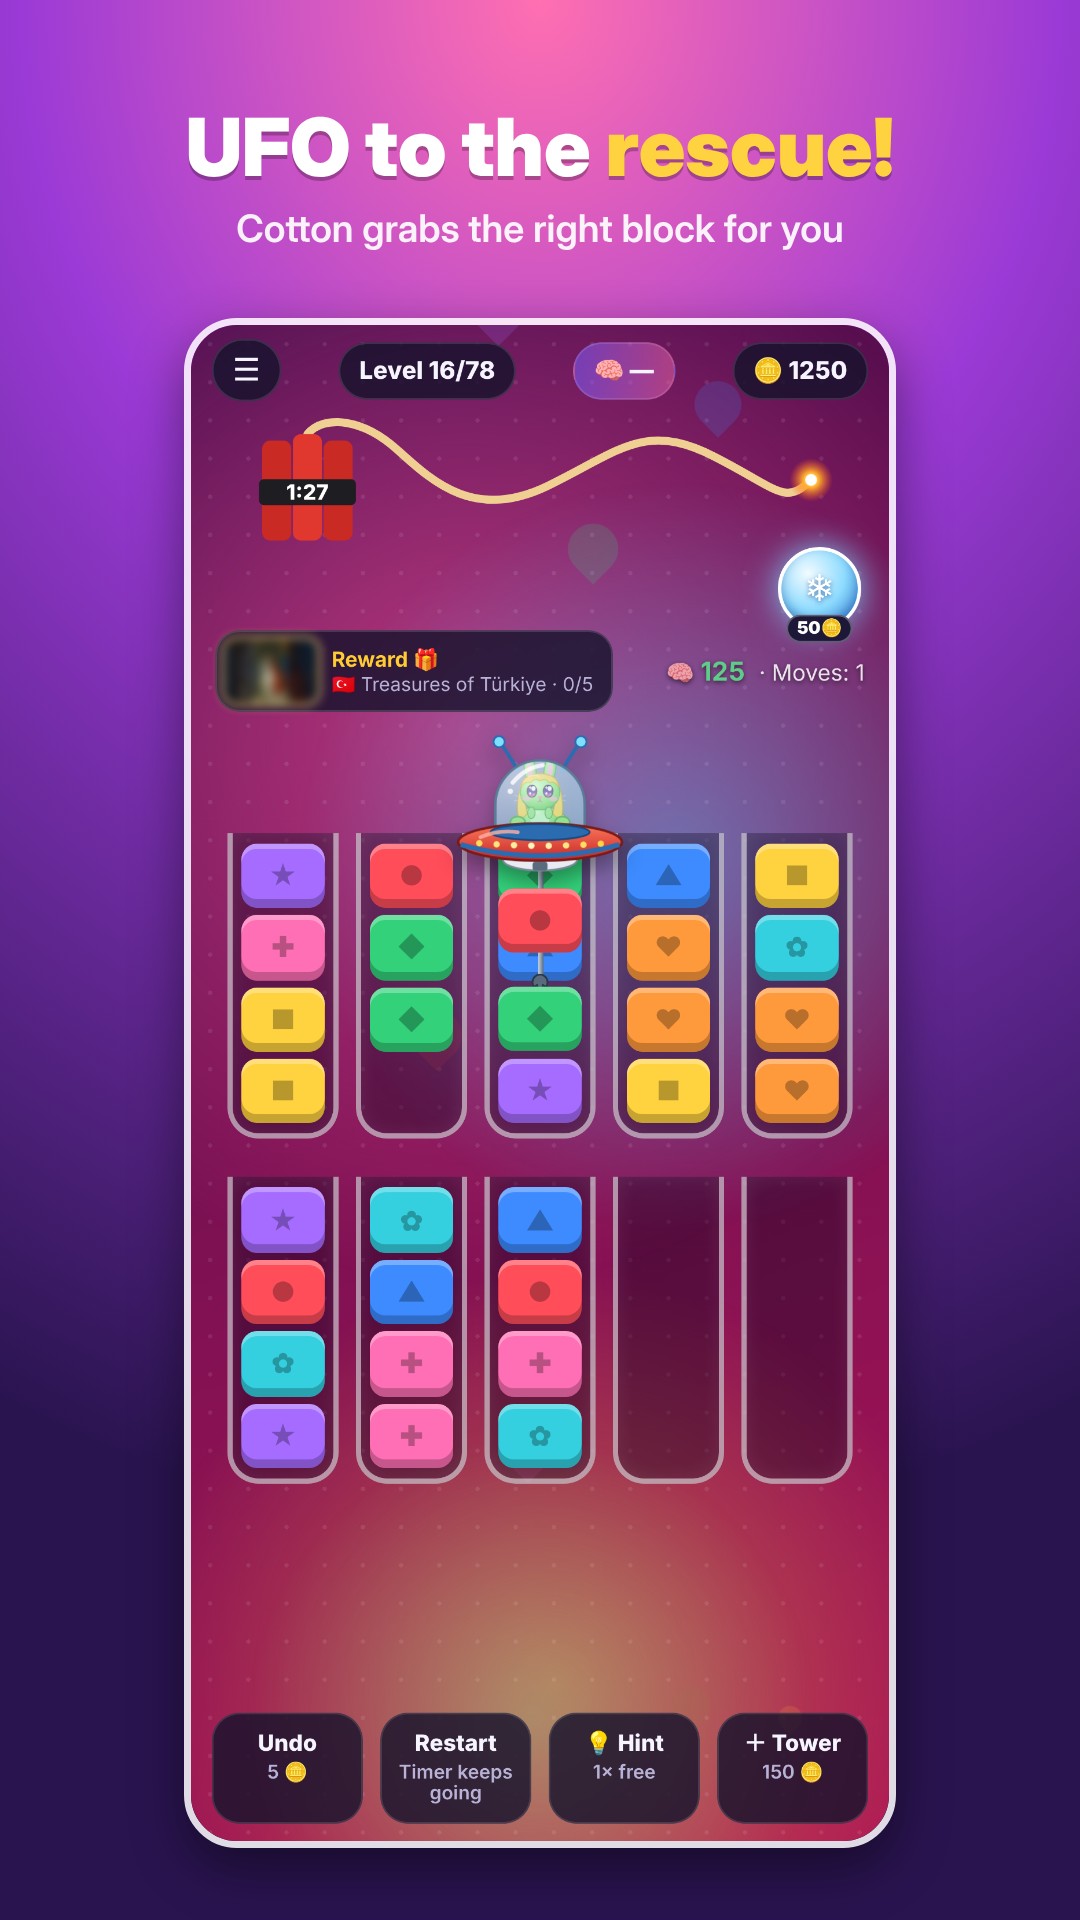 UFO to the rescue!
Cotton grabs the right block for you
Level 16/78
—
1250
1:27
50
Reward
Treasures of Türkiye · 0/5
125 · Moves: 1
Undo
5
Restart
Timer keeps
going
Hint
1× free
+ Tower
150